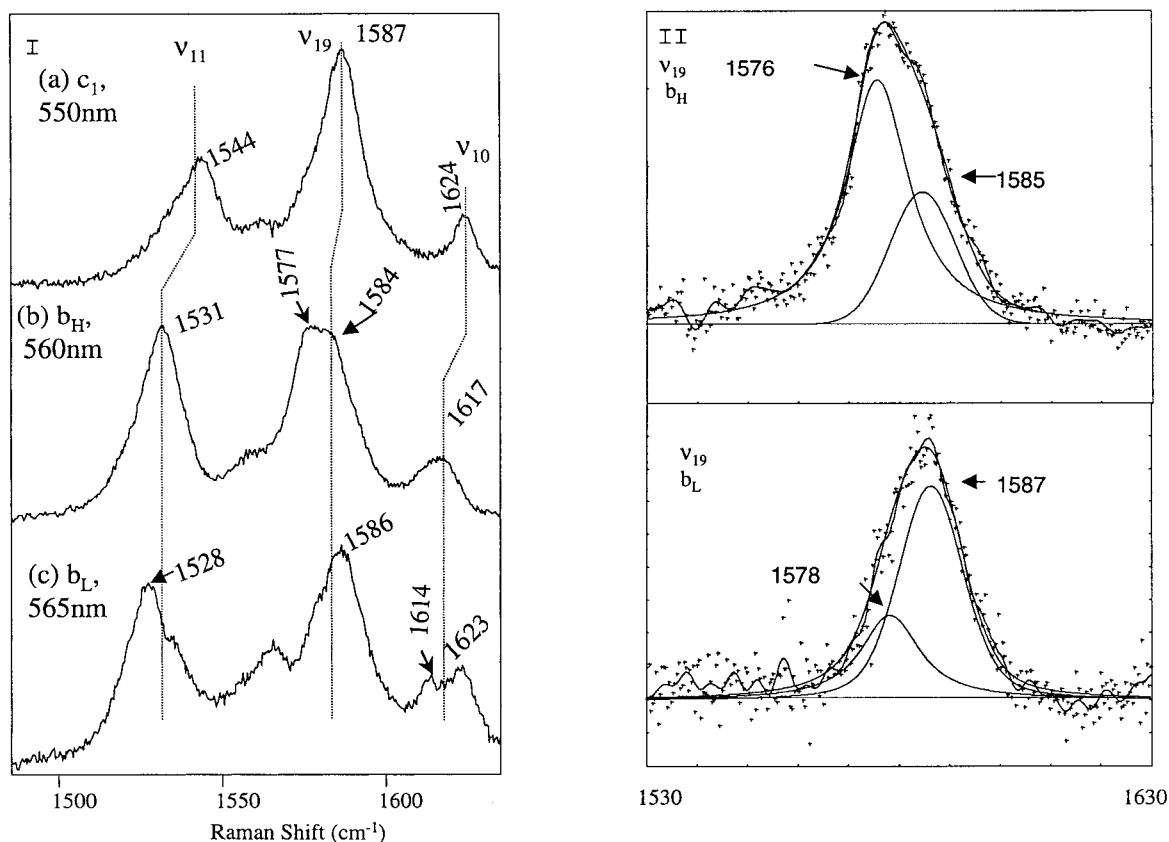 I
ν11
ν19
1587
(a) c1,
550nm
1544
ν10
1624
(b) bH,
560nm
1531
1577
1584
1617
(c) bL,
565nm
1528
1586
1614
1623
1500
1550
1600
Raman Shift (cm-1)
II
ν19
bH
1576
1585
ν19
bL
1587
1578
1530
1630